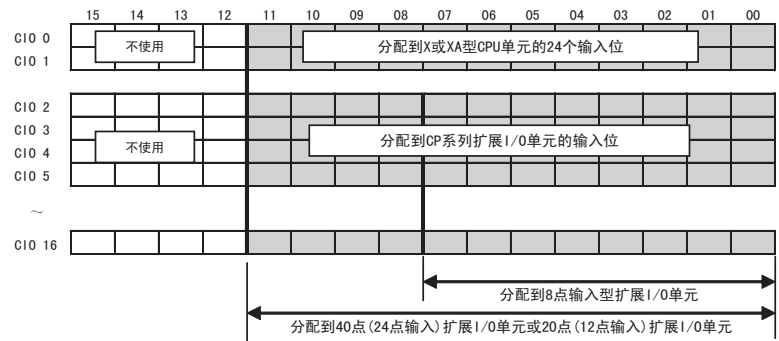 15 14 13 12 11 10 09 08 07 06 05 04 03 02 01 00
CIO 0
不使用
分配到X或XA型CPU单元的24个输入位
CIO 1
CIO 2
CIO 3
不使用
分配到CP系列扩展I/O单元的输入位
CIO 4
CIO 5
～
CIO 16
分配到8点输入型扩展I/O单元
分配到40点(24点输入)扩展I/O单元或20点(12点输入)扩展I/O单元